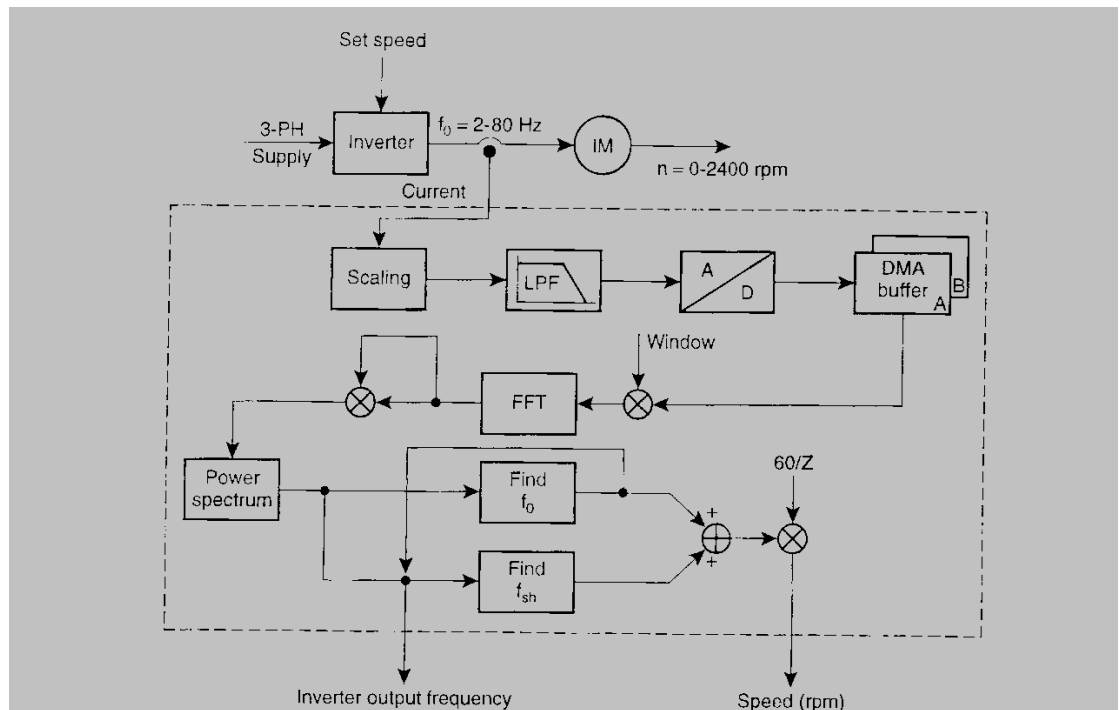 Set speed
3-PH
Supply
Inverter
f₀ = 2-80 Hz
IM
n = 0-2400 rpm
Current
Scaling
LPF
A
D
DMA
buffer
A
B
Window
FFT
Power
spectrum
Find
f₀
60/Z
+
+
Find
fₛₕ
Inverter output frequency
Speed (rpm)